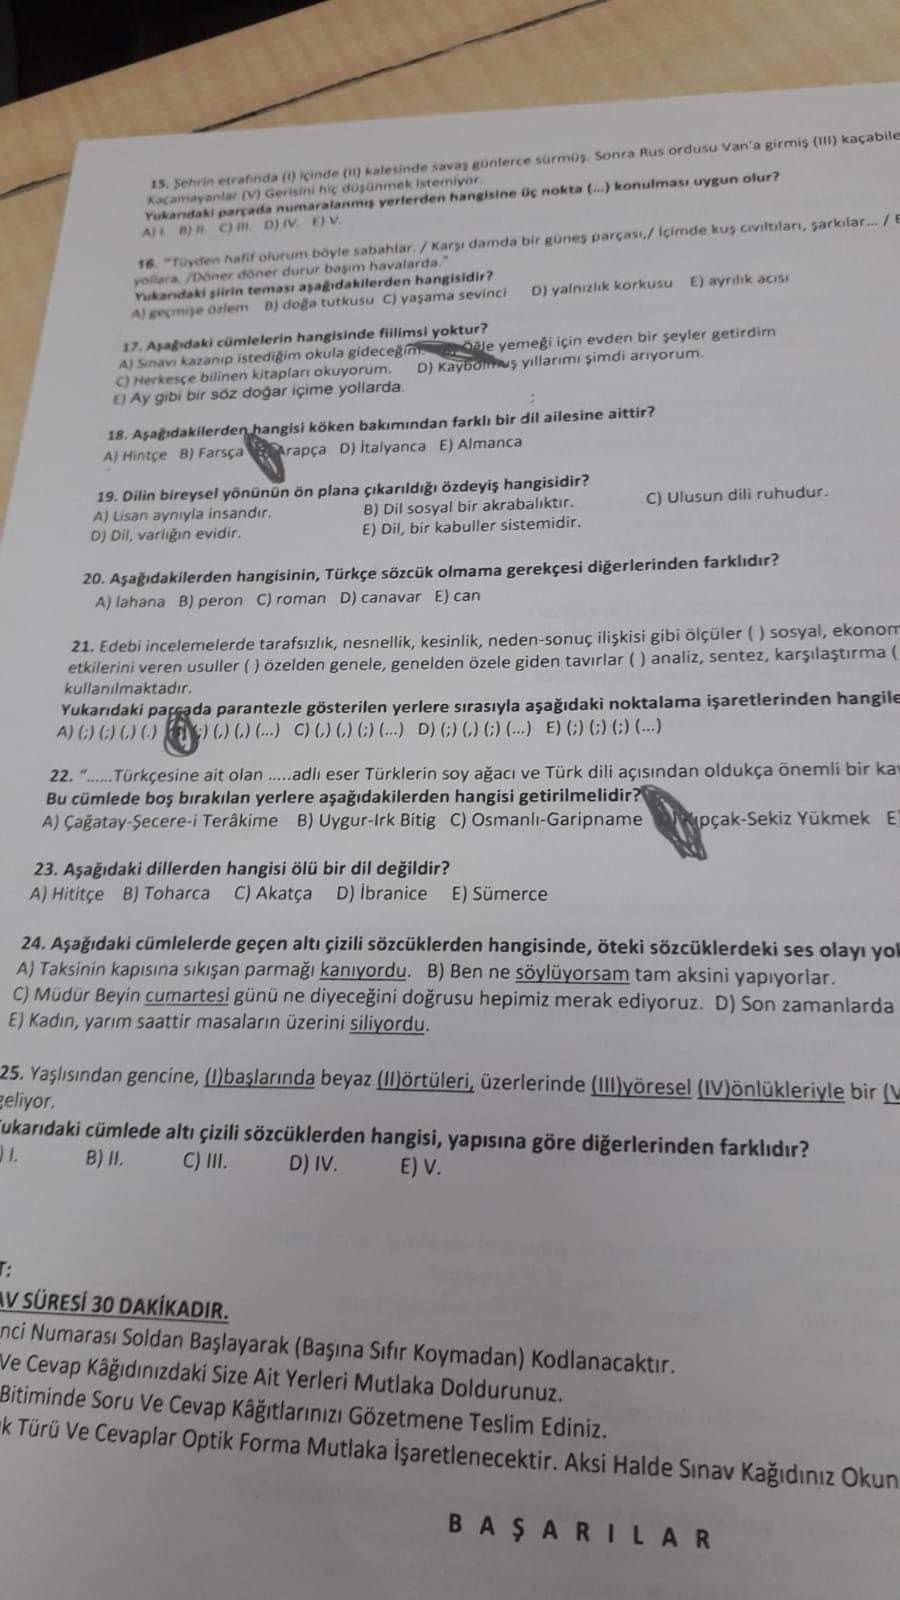 15. Şehrin etrafında (I) içinde (II) kalesinde savaş günlerce sürmüş. Sonra Rus ordusu Van'a girmiş (III) kaçabile
Kaçamayanlar (V) Gerisini hiç düşünmek istemiyor.
Yukarıdaki parçada numaralanmış yerlerden hangisine üç nokta (...) konulması uygun olur?
A) I. B) II. C) III. D) IV. E) V.
16. "Tüyden hafif olurum böyle sabahlar. / Karşı damda bir güneş parçası,/ İçimde kuş cıvıltıları, şarkılar... /
yollara, /Döner döner durur başım havalarda."
Yukarıdaki şiirin teması aşağıdakilerden hangisidir?
A) geçmişe özlem B) doğa tutkusu C) yaşama sevinci D) yalnızlık korkusu E) ayrılık acısı
17. Aşağıdaki cümlelerin hangisinde fiilimsi yoktur?
A) Sınavı kazanıp istediğim okula gideceğim. Öğle yemeği için evden bir şeyler getirdim
C) Herkesçe bilinen kitapları okuyorum. D) Kaybolmuş yıllarımı şimdi arıyorum.
E) Ay gibi bir söz doğar içime yollarda.
18. Aşağıdakilerden hangisi köken bakımından farklı bir dil ailesine aittir?
A) Hintçe B) Farsça Arapça D) İtalyanca E) Almanca
19. Dilin bireysel yönünün ön plana çıkarıldığı özdeyiş hangisidir?
A) Lisan aynıyla insandır. B) Dil sosyal bir akrabalıktır. C) Ulusun dili ruhudur.
D) Dil, varlığın evidir. E) Dil, bir kabuller sistemidir.
20. Aşağıdakilerden hangisinin, Türkçe sözcük olmama gerekçesi diğerlerinden farklıdır?
A) lahana B) peron C) roman D) canavar E) can
21. Edebi incelemelerde tarafsızlık, nesnellik, kesinlik, neden-sonuç ilişkisi gibi ölçüler ( ) sosyal, ekonom
etkilerini veren usuller ( ) özelden genele, genelden özele giden tavırlar ( ) analiz, sentez, karşılaştırma (
kullanılmaktadır.
Yukarıdaki parçada parantezle gösterilen yerlere sırasıyla aşağıdaki noktalama işaretlerinden hangile
A) (;) (;) (,) (.) (;) (,) (,) (...) C) (,) (,) (;) (...) D) (;) (,) (;) (...) E) (;) (;) (;) (...)
22. "......Türkçesine ait olan .....adlı eser Türklerin soy ağacı ve Türk dili açısından oldukça önemli bir ka
Bu cümlede boş bırakılan yerlere aşağıdakilerden hangisi getirilmelidir?
A) Çağatay-Şecere-i Terâkime B) Uygur-Irk Bitig C) Osmanlı-Garipname D) Kıpçak-Sekiz Yükmek E)
23. Aşağıdaki dillerden hangisi ölü bir dil değildir?
A) Hititçe B) Toharca C) Akatça D) İbranice E) Sümerce
24. Aşağıdaki cümlelerde geçen altı çizili sözcüklerden hangisinde, öteki sözcüklerdeki ses olayı yok
A) Taksinin kapısına sıkışan parmağı kanıyordu. B) Ben ne söylüyorsam tam aksini yapıyorlar.
C) Müdür Beyin cumartesi günü ne diyeceğini doğrusu hepimiz merak ediyoruz. D) Son zamanlarda
E) Kadın, yarım saattir masaların üzerini siliyordu.
25. Yaşlısından gencine, (I)başlarında beyaz (II)örtüleri, üzerlerinde (III)yöresel (IV)önlükleriyle bir (V
geliyor.
ukarıdaki cümlede altı çizili sözcüklerden hangisi, yapısına göre diğerlerinden farklıdır?
) I. B) II. C) III. D) IV. E) V.
T:
AV SÜRESİ 30 DAKİKADIR.
nci Numarası Soldan Başlayarak (Başına Sıfır Koymadan) Kodlanacaktır.
Ve Cevap Kâğıdınızdaki Size Ait Yerleri Mutlaka Doldurunuz.
Bitiminde Soru Ve Cevap Kâğıtlarınızı Gözetmene Teslim Ediniz.
k Türü Ve Cevaplar Optik Forma Mutlaka İşaretlenecektir. Aksi Halde Sınav Kağıdınız Okun
B A Ş A R I L A R